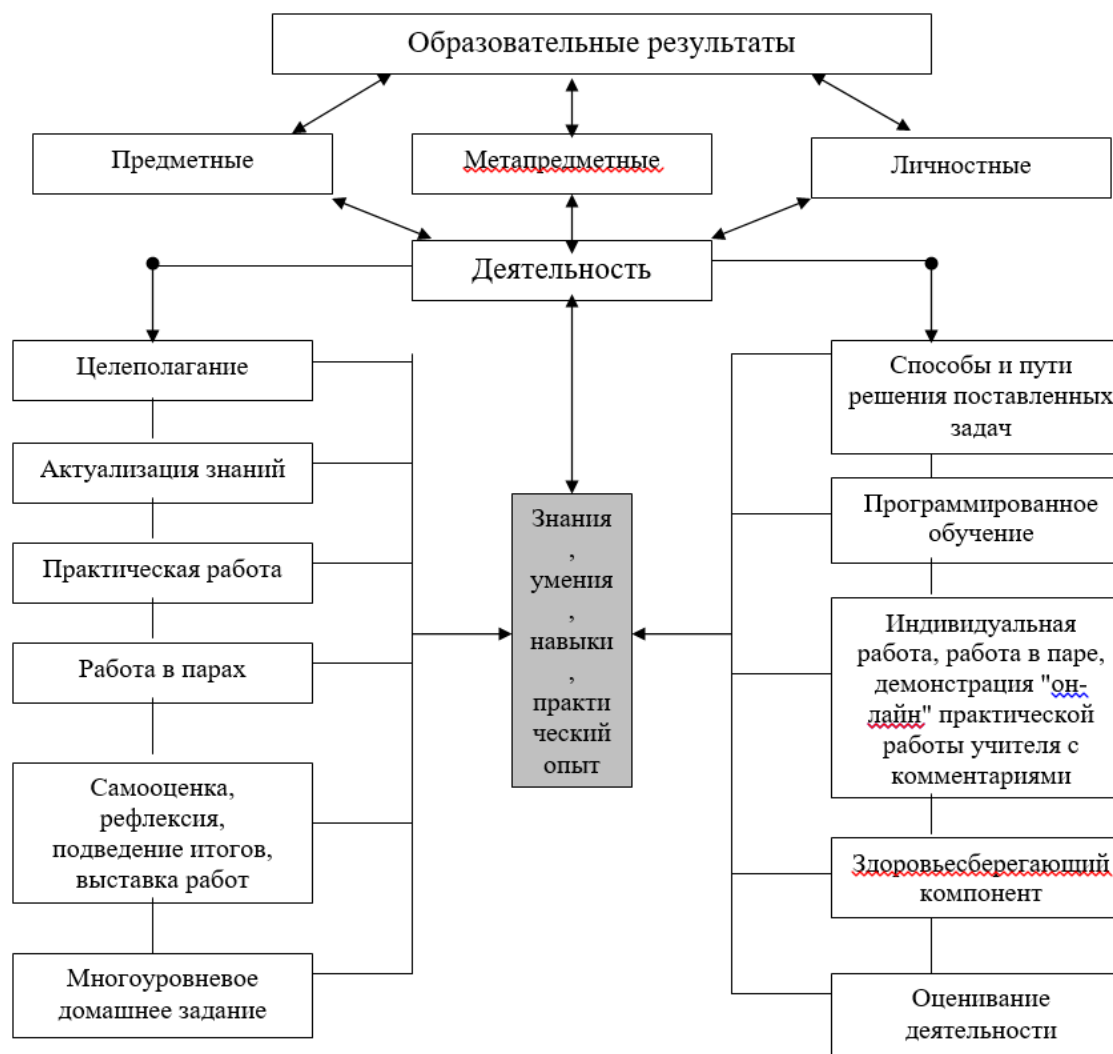 Образовательные результаты
Предметные
Метапредметные
Личностные
Деятельность
Целеполагание
Актуализация знаний
Практическая работа
Работа в парах
Самооценка,
рефлексия,
подведение итогов,
выставка работ
Многоуровневое
домашнее задание
Знания
,
умения
,
навыки
,
практи
ческий
опыт
Способы и пути
решения поставленных
задач
Программированное
обучение
Индивидуальная
работа, работа в паре,
демонстрация "он-
лайн" практической
работы учителя с
комментариями
Здоровьесберегающий
компонент
Оценивание
деятельности